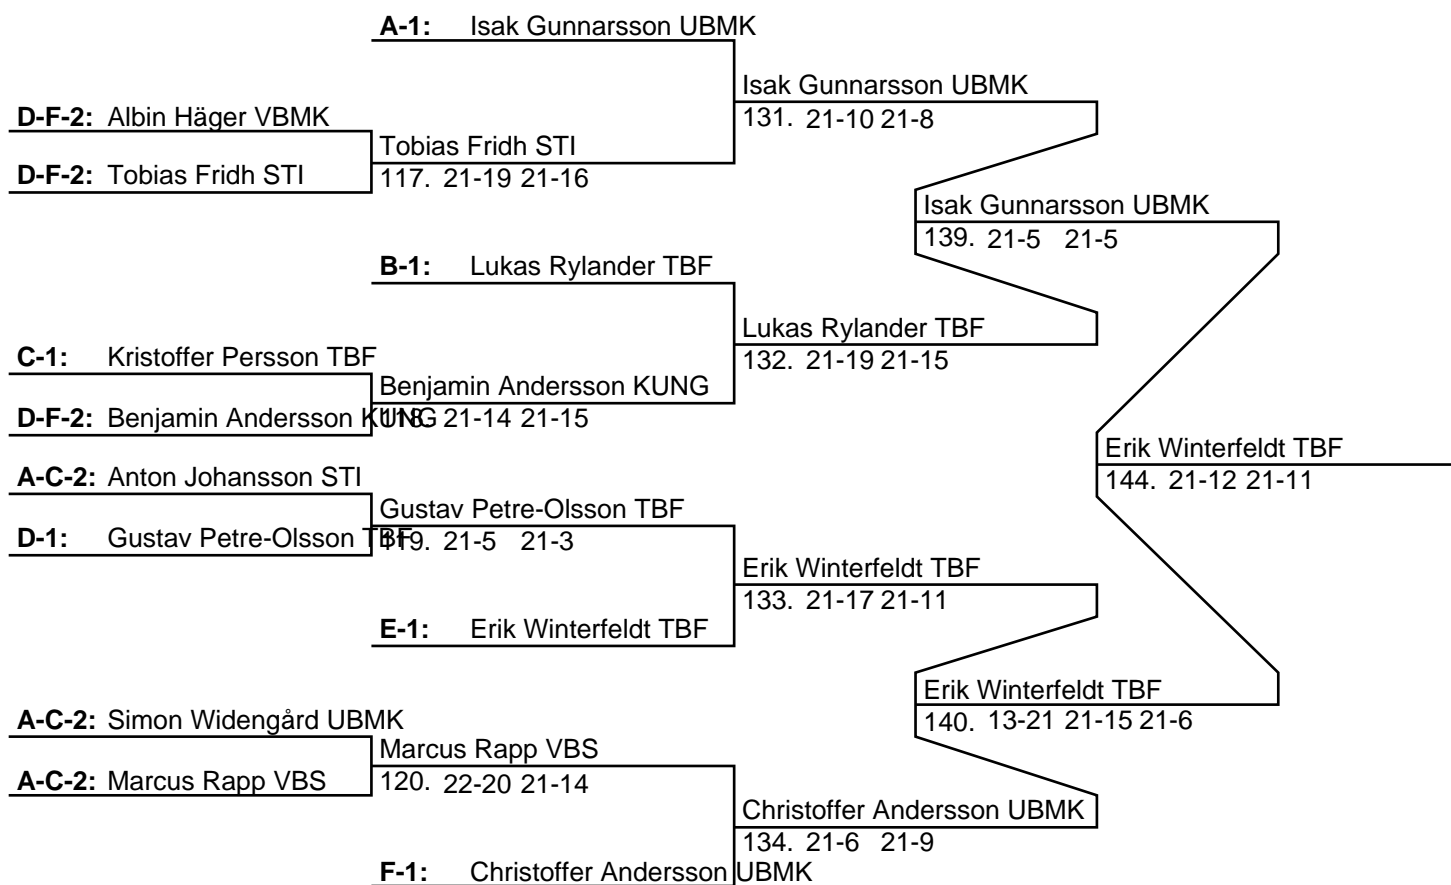 A-1: Isak Gunnarsson UBMK
Isak Gunnarsson UBMK
D-F-2: Albin Häger VBMK
131. 21-10 21-8
Tobias Fridh STI
D-F-2: Tobias Fridh STI
117. 21-19 21-16
Isak Gunnarsson UBMK
139. 21-5 21-5
B-1: Lukas Rylander TBF
Lukas Rylander TBF
C-1: Kristoffer Persson TBF
132. 21-19 21-15
Benjamin Andersson KUNG
D-F-2: Benjamin Andersson KUNG
118. 21-14 21-15
Erik Winterfeldt TBF
A-C-2: Anton Johansson STI
144. 21-12 21-11
Gustav Petre-Olsson TBF
D-1: Gustav Petre-Olsson TBF
119. 21-5 21-3
Erik Winterfeldt TBF
133. 21-17 21-11
E-1: Erik Winterfeldt TBF
Erik Winterfeldt TBF
A-C-2: Simon Widengård UBMK
140. 13-21 21-15 21-6
Marcus Rapp VBS
A-C-2: Marcus Rapp VBS
120. 22-20 21-14
Christoffer Andersson UBMK
134. 21-6 21-9
F-1: Christoffer Andersson UBMK